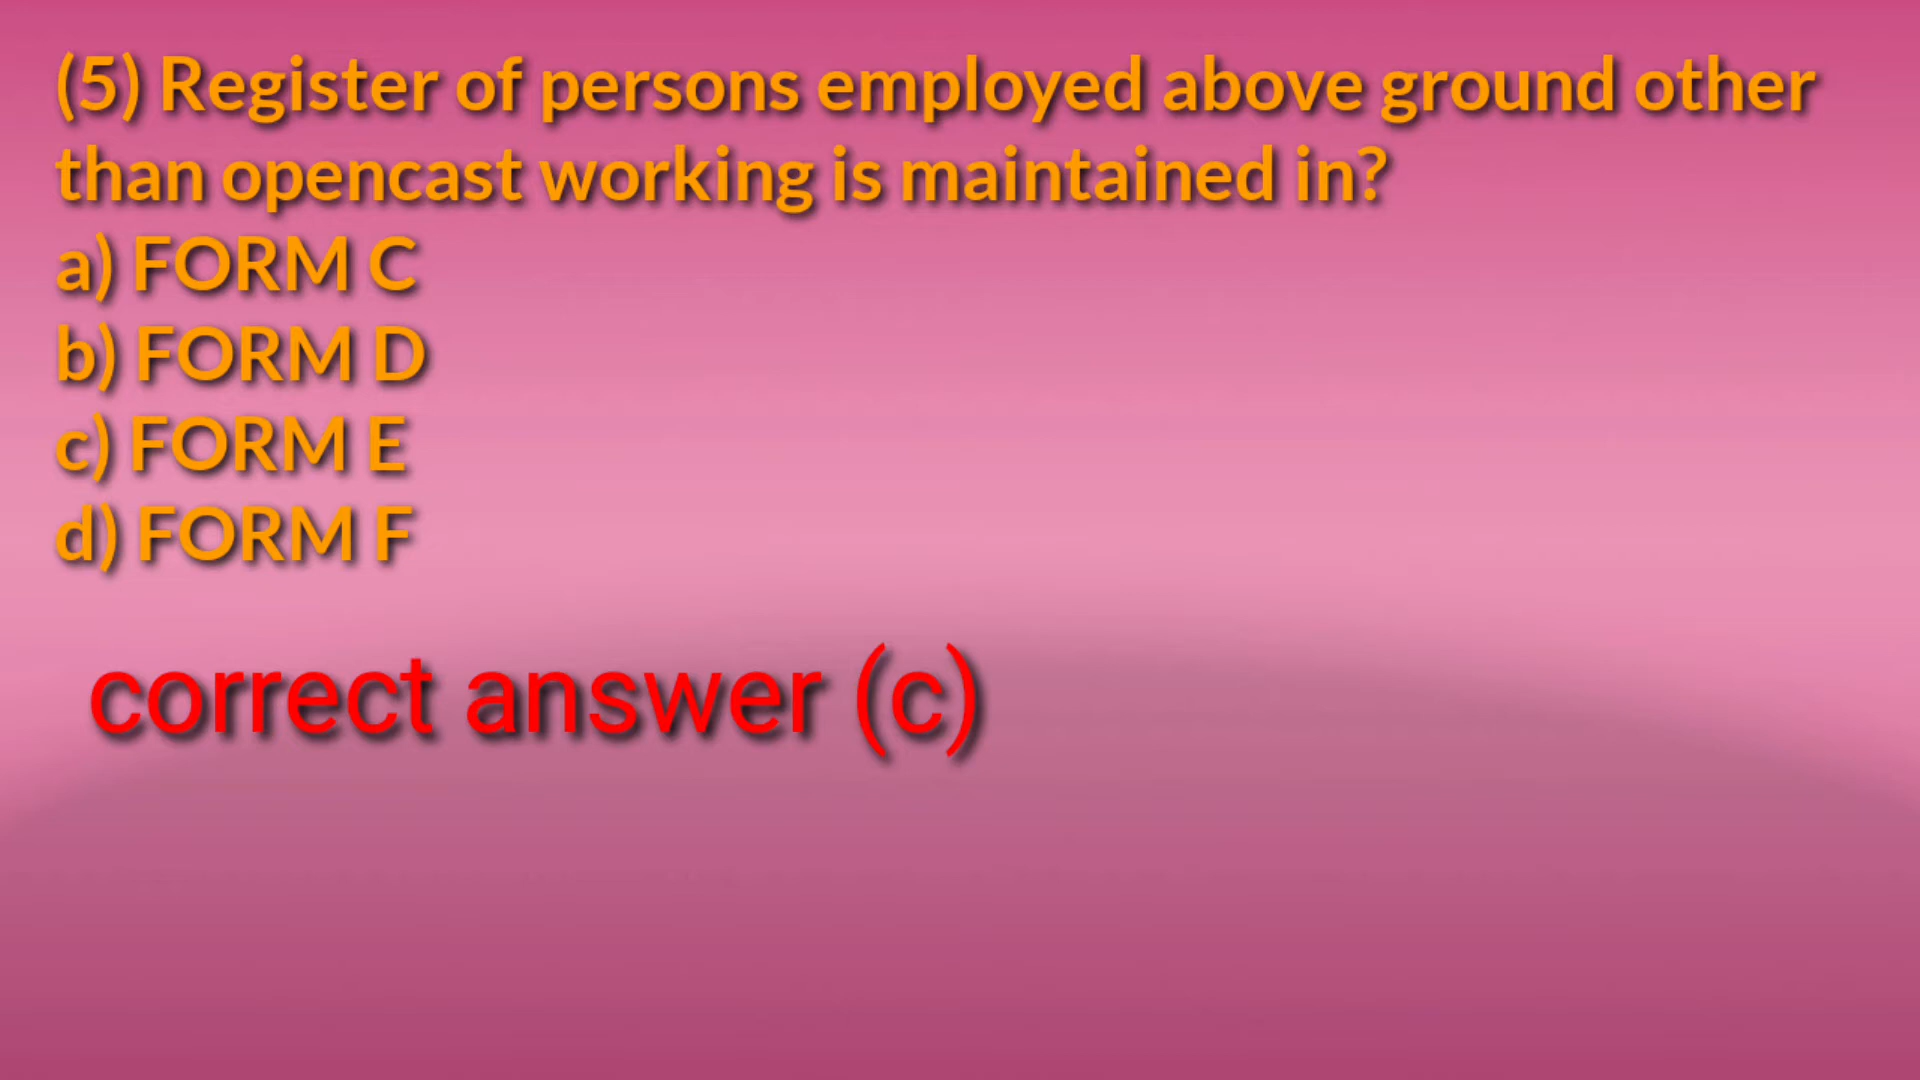 (5) Register of persons employed above ground other
than opencast working is maintained in?
a) FORM C
b) FORM D
c) FORM E
d) FORM F
correct answer (c)